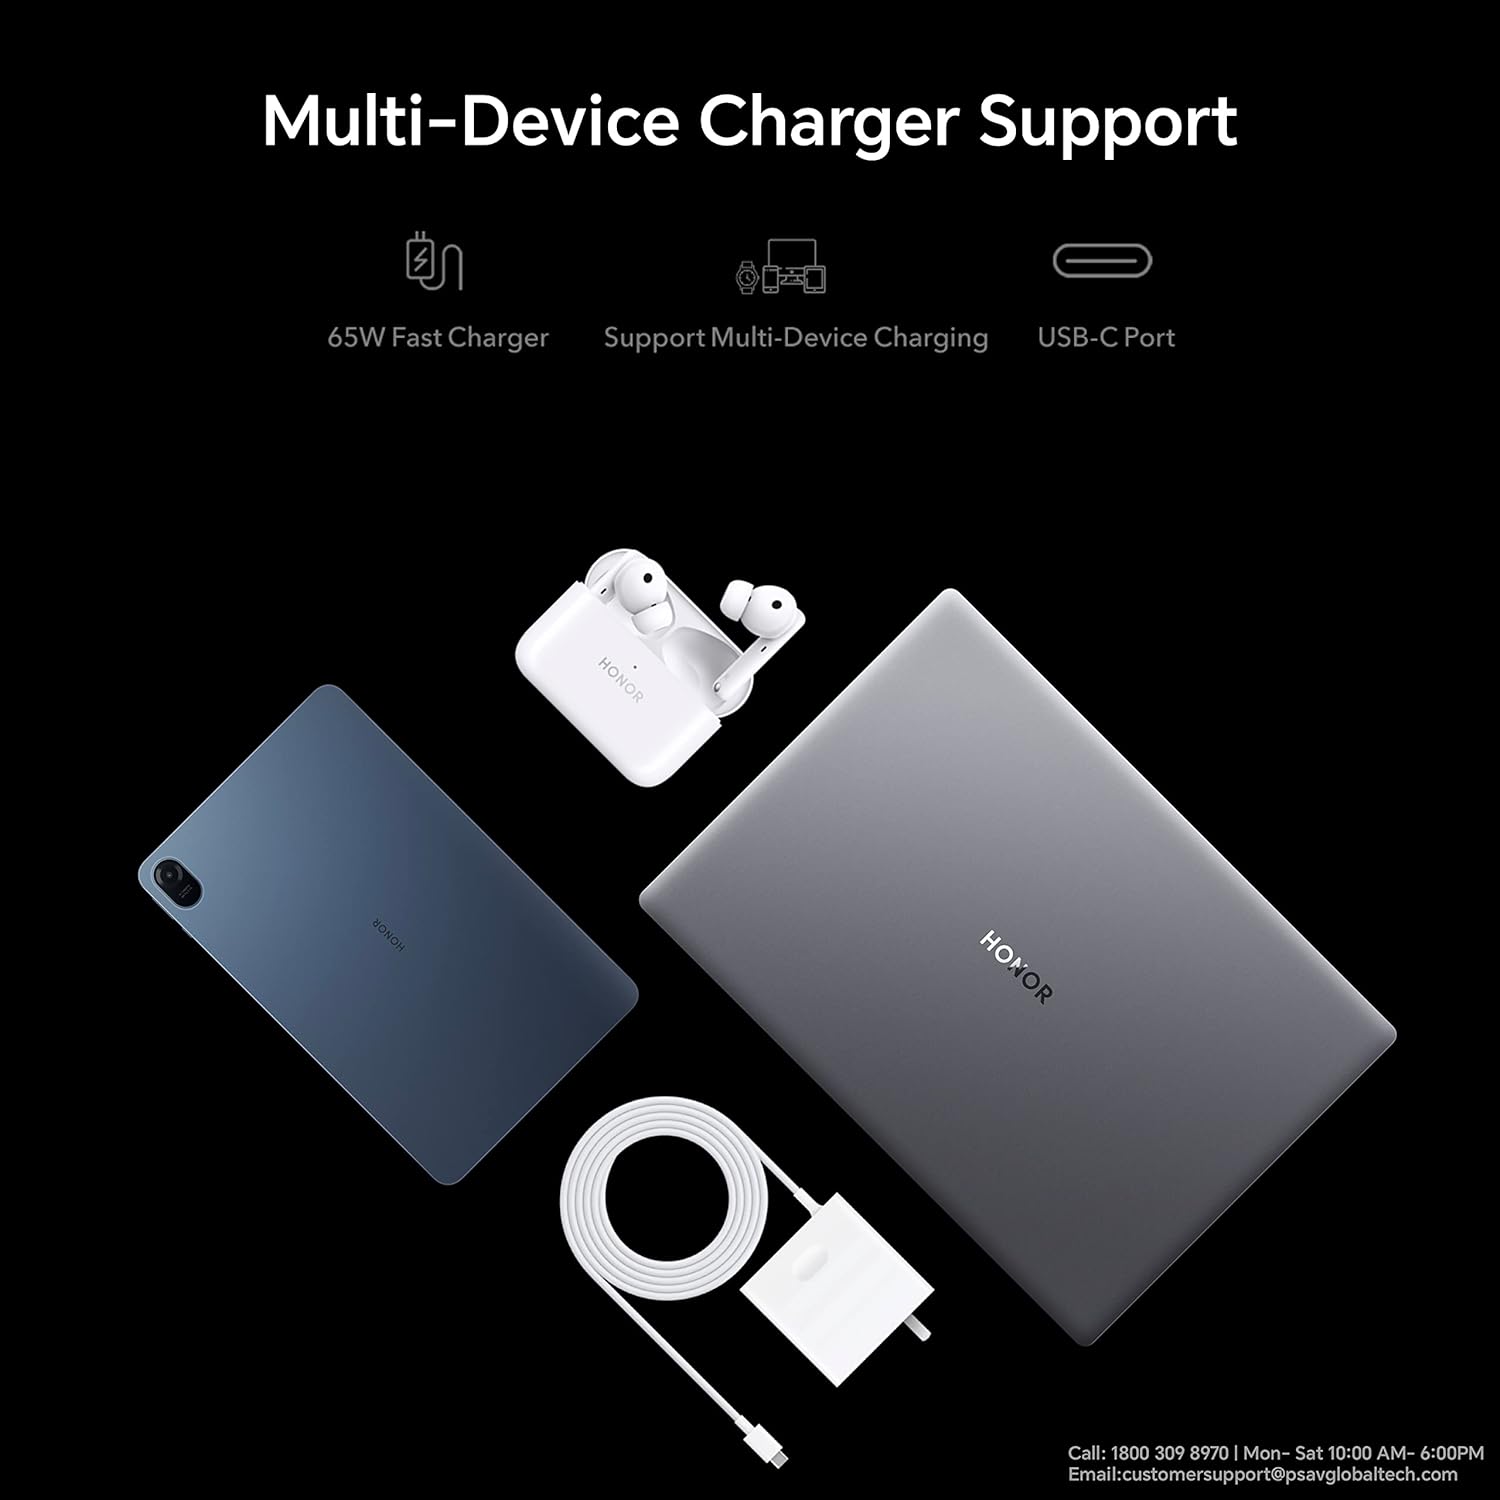 Multi-Device Charger Support
65W Fast Charger
Support Multi-Device Charging
USB-C Port
HONOR
HONOR
HONOR
Call: 1800 309 8970 | Mon- Sat 10:00 AM- 6:00PM
Email:customersupport@psavglobaltech.com